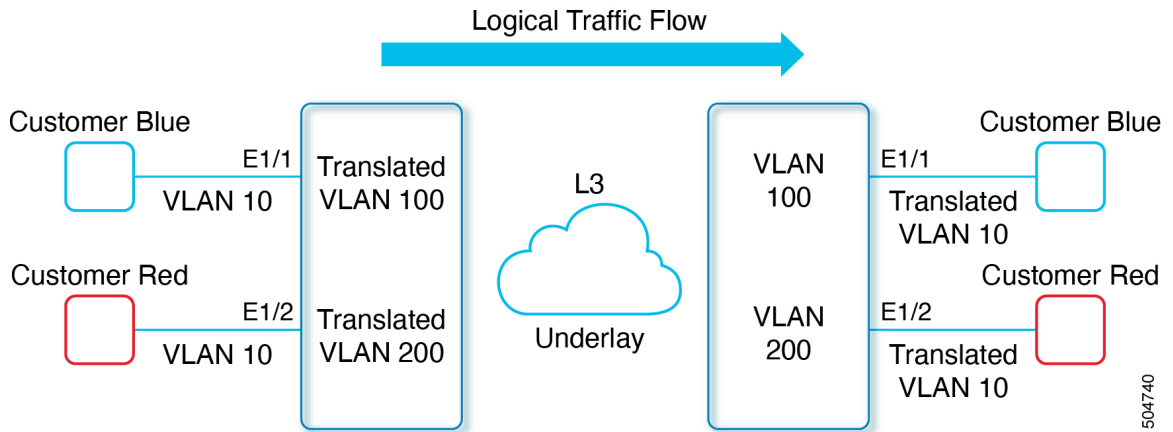 Logical Traffic Flow
Customer Blue
E1/1
VLAN 10
Translated
VLAN 100
Customer Red
E1/2
VLAN 10
Translated
VLAN 200
L3
Underlay
VLAN
100
E1/1
Translated
VLAN 10
Customer Blue
VLAN
200
E1/2
Translated
VLAN 10
Customer Red
504740